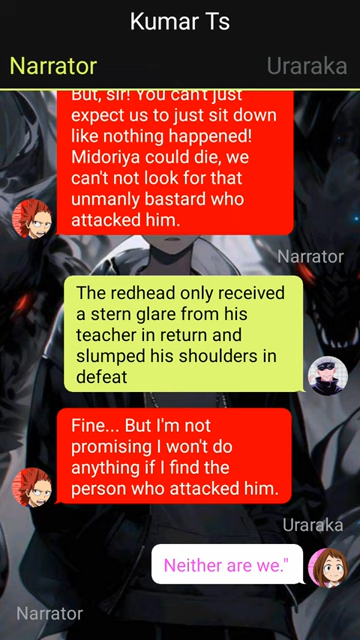 Kumar Ts
Narrator
Uraraka
But, sir! You can't just
expect us to just sit down
like nothing happened!
Midoriya could die, we
can't not look for that
unmanly bastard who
attacked him.
Narrator
The redhead only received
a stern glare from his
teacher in return and
slumped his shoulders in
defeat
Fine... But I'm not
promising I won't do
anything if I find the
person who attacked him.
Uraraka
Neither are we."
Narrator